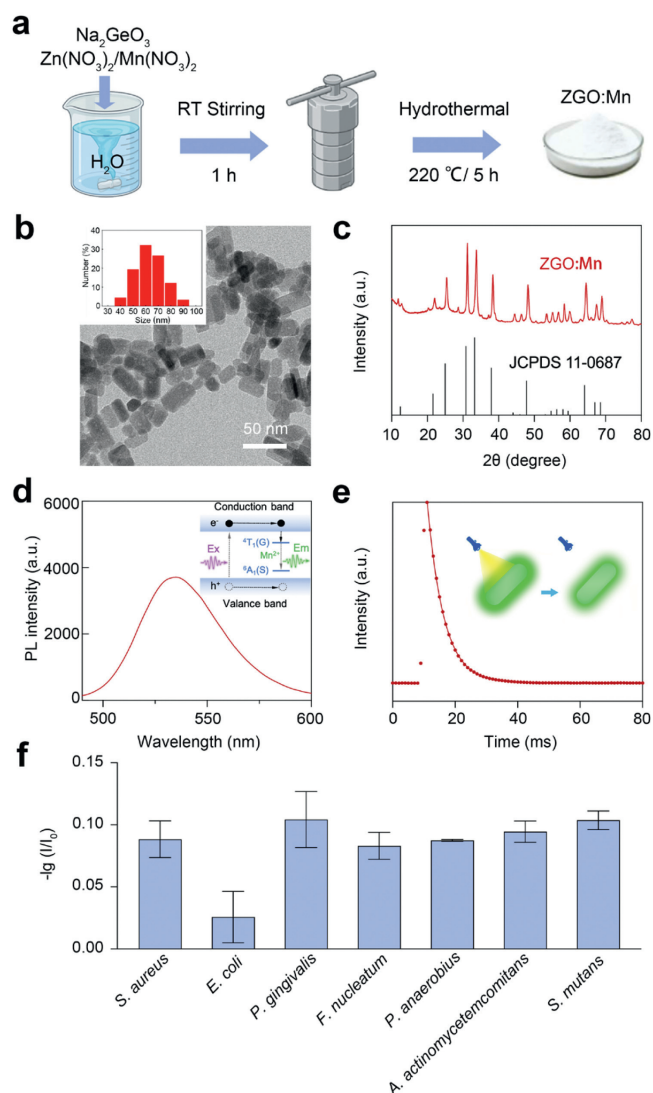 a
Na₂GeO₃
Zn(NO₃)₂/Mn(NO₃)₂
H₂O
RT Stirring
1 h
Hydrothermal
220 ℃/ 5 h
ZGO:Mn
b
Number (%)
40
30
20
10
0
30 40 50 60 70 80 90 100
Size (nm)
50 nm
c
Intensity (a.u.)
ZGO:Mn
JCPDS 11-0687
10 20 30 40 50 60 70 80
2θ (degree)
d
PL intensity (a.u.)
6000
4000
2000
0
500 550 600
Wavelength (nm)
Conduction band
e⁻
⁴T₁(G)
Ex
Mn²⁺
Em
⁶A₁(S)
h⁺
Valance band
e
Intensity (a.u.)
0 20 40 60 80
Time (ms)
f
-lg (I/I₀)
0.15
0.10
0.05
0.00
S. aureus
E. coli
P. gingivalis
F. nucleatum
P. anaerobius
A. actinomycetemcomitans
S. mutans